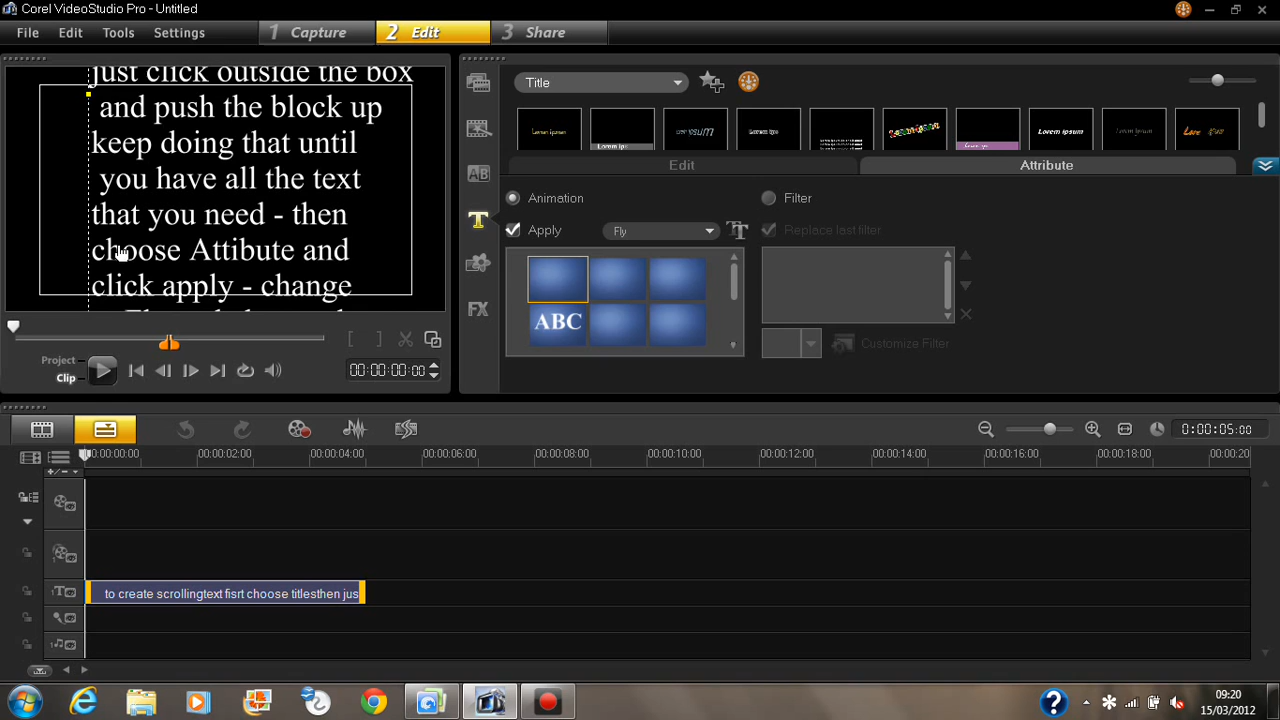 Corel VideoStudio Pro - Untitled
File Edit Tools Settings
1 Capture 2 Edit 3 Share
just click outside the box
and push the block up
keep doing that until
you have all the text
that you need - then
choose Attibute and
click apply - change
Title
Lorem ipsum
Edit Attribute
Animation Filter
Apply Fly Replace last filter
ABC
Customize Filter
Project
Clip
00:00:00:00
0:00:05:00
00:00:00:00 00:00:02:00 00:00:04:00 00:00:06:00 00:00:08:00 00:00:10:00 00:00:12:00 00:00:14:00 00:00:16:00 00:00:18:00 00:00:20
to create scrollingtext fisrt choose titlesthen jus
09:20
15/03/2012